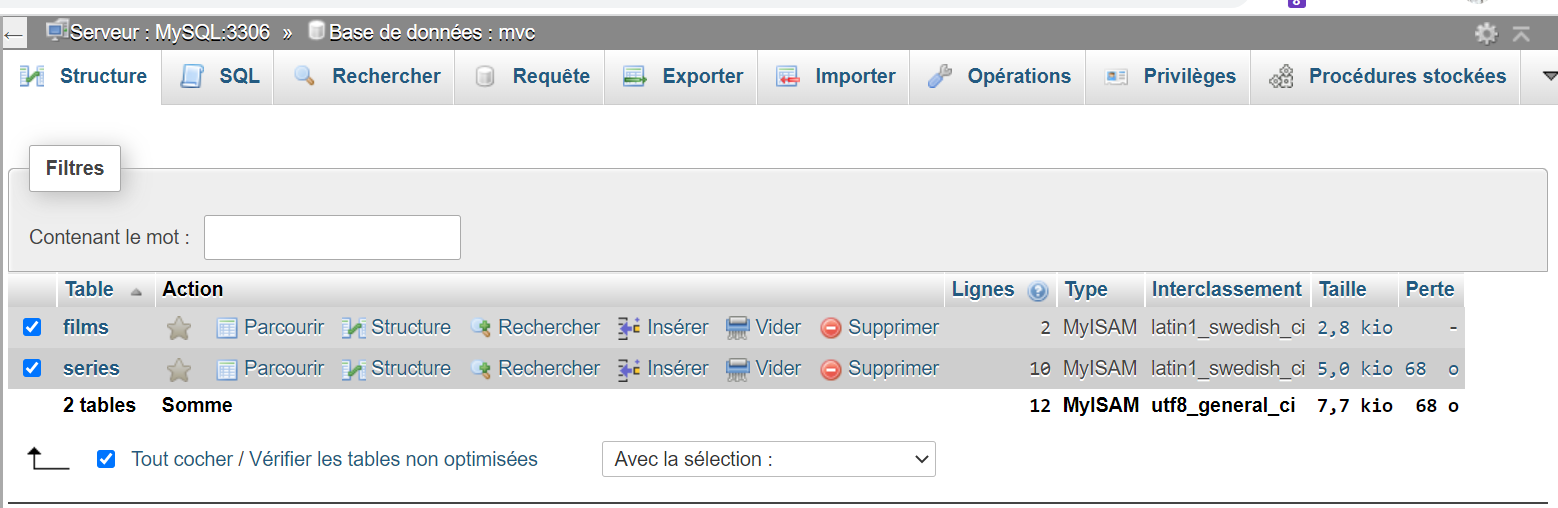 8
← Serveur : MySQL:3306 » Base de données : mvc
Structure SQL Rechercher Requête Exporter Importer Opérations Privilèges Procédures stockées
Filtres
Contenant le mot :
Table Action Lignes Type Interclassement Taille Perte
films Parcourir Structure Rechercher Insérer Vider Supprimer 2 MyISAM latin1_swedish_ci 2,8 kio -
series Parcourir Structure Rechercher Insérer Vider Supprimer 10 MyISAM latin1_swedish_ci 5,0 kio 68 o
2 tables Somme 12 MyISAM utf8_general_ci 7,7 kio 68 o
Tout cocher / Vérifier les tables non optimisées Avec la sélection :